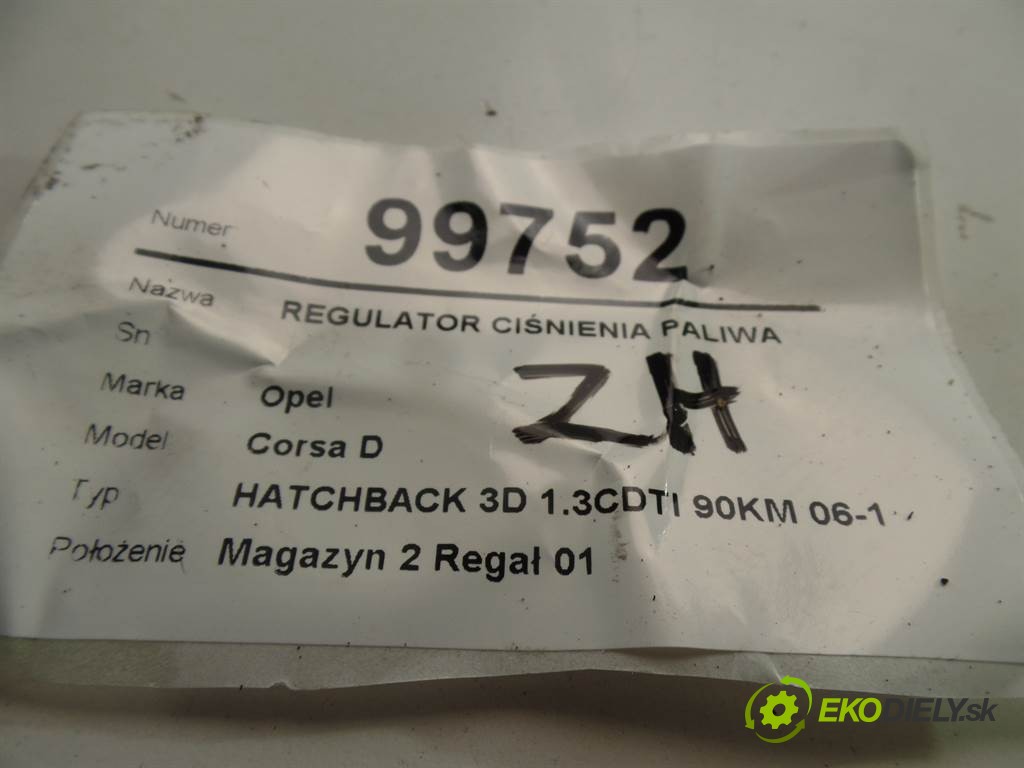 Numer 99752
Nazwa REGULATOR CIŚNIENIA PALIWA
Sn
ZH
Marka Opel
Model Corsa D
Typ HATCHBACK 3D 1.3CDTI 90KM 06-1
Położenie Magazyn 2 Regał 01
EKODIELY.sk